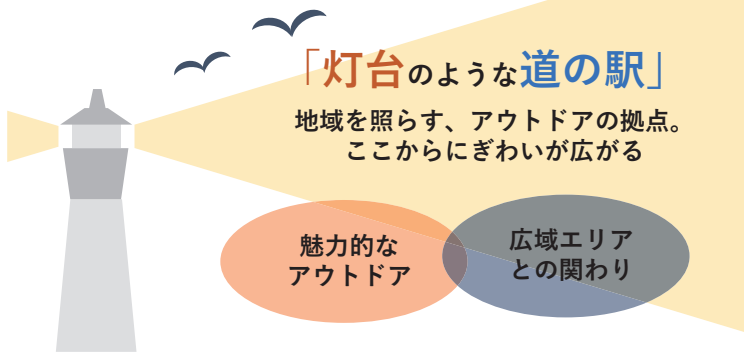 「灯台のような道の駅」
地域を照らす、アウトドアの拠点。
ここからにぎわいが広がる
魅力的な
アウトドア
広域エリア
との関わり